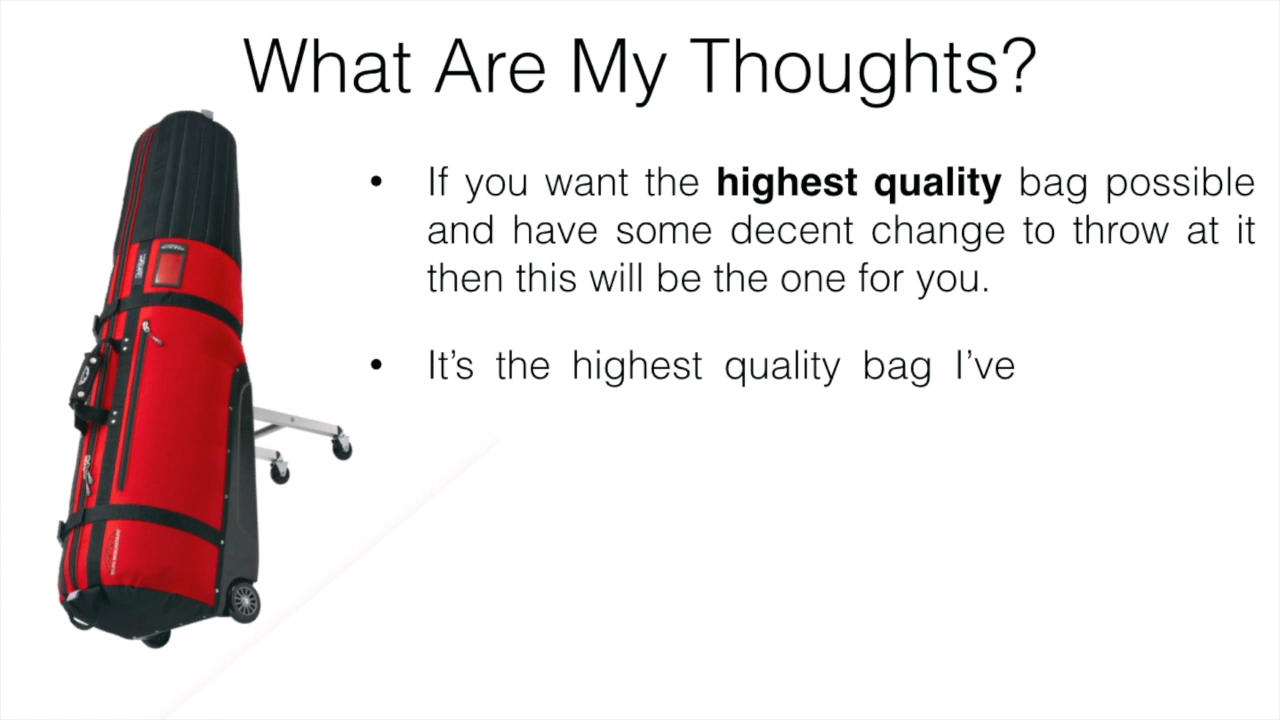 What Are My Thoughts?
• If you want the highest quality bag possible
and have some decent change to throw at it
then this will be the one for you.
• It’s the highest quality bag I’ve